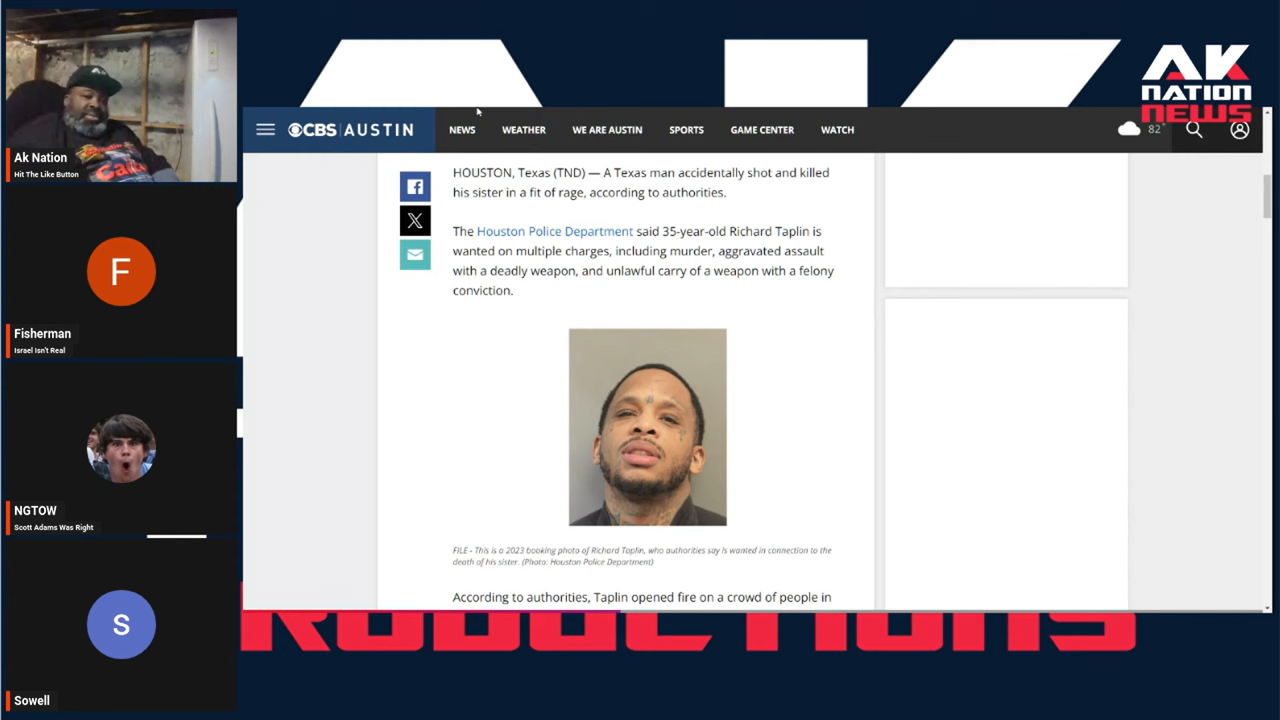 AK
NATION
NEWS
CBS AUSTIN
NEWS
WEATHER
WE ARE AUSTIN
SPORTS
GAME CENTER
WATCH
82°
Ak Nation
Hit The Like Button
F
Fisherman
Israel Isn't Real
NGTOW
Scott Adams Was Right
S
Sowell
HOUSTON, Texas (TND) — A Texas man accidentally shot and killed
his sister in a fit of rage, according to authorities.
The Houston Police Department said 35-year-old Richard Taplin is
wanted on multiple charges, including murder, aggravated assault
with a deadly weapon, and unlawful carry of a weapon with a felony
conviction.
FILE - This is a 2023 booking photo of Richard Taplin, who authorities say is wanted in connection to the
death of his sister. (Photo: Houston Police Department)
According to authorities, Taplin opened fire on a crowd of people in